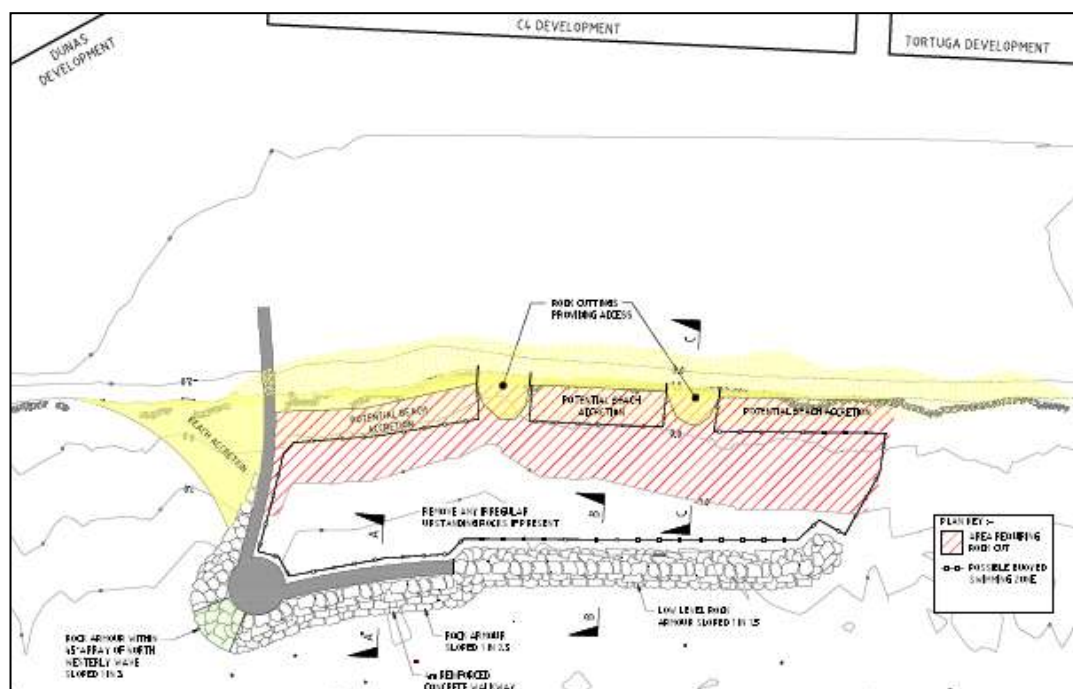 DUNAS
DEVELOPMENT
C4 DEVELOPMENT
TORTUGA DEVELOPMENT
ROCK CUTTINGS
PROVIDING ACCESS
C
BEACH ACCRETION
POTENTIAL BEACH
ACCRETION
POTENTIAL BEACH
ACCRETION
POTENTIAL BEACH ACCRETION
REMOVE ANY IRREGULAR
UPSTANDING ROCKS IF PRESENT
A
B
C
PLAN KEY :-
AREA REQUIRING
ROCK CUT
POSSIBLE BUOYED
SWIMMING ZONE
ROCK ARMOUR WITHIN
45° ARRAY OF NORTH
WESTERLY WAVE
SLOPED 1 IN 3
A
ROCK ARMOUR
SLOPED 1 IN 2.5
B
LOW LEVEL ROCK
ARMOUR SLOPED 1 IN 1.5
4m REINFORCED
CONCRETE WALKWAY